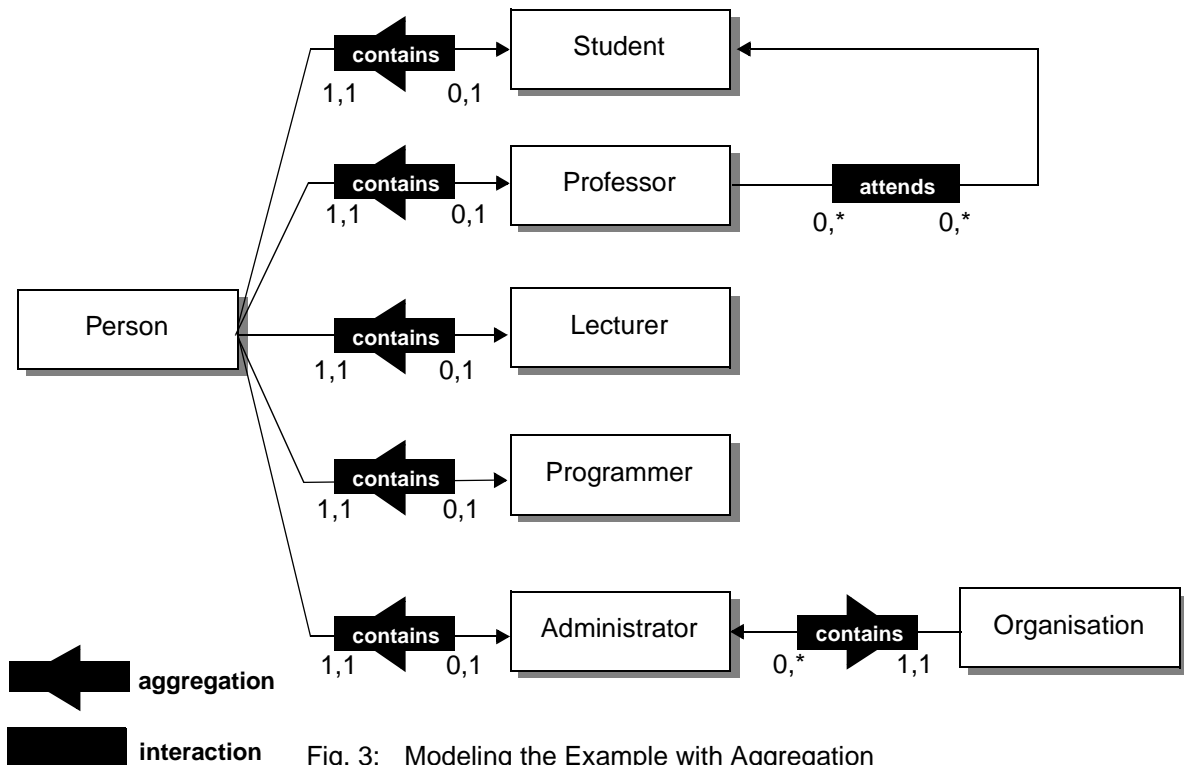 contains
1,1 0,1
Student
contains
1,1 0,1
Professor
attends
0,* 0,*
Person
contains
1,1 0,1
Lecturer
contains
1,1 0,1
Programmer
contains
1,1 0,1
Administrator
contains
0,* 1,1
Organisation
aggregation
interaction
Fig. 3: Modeling the Example with Aggregation